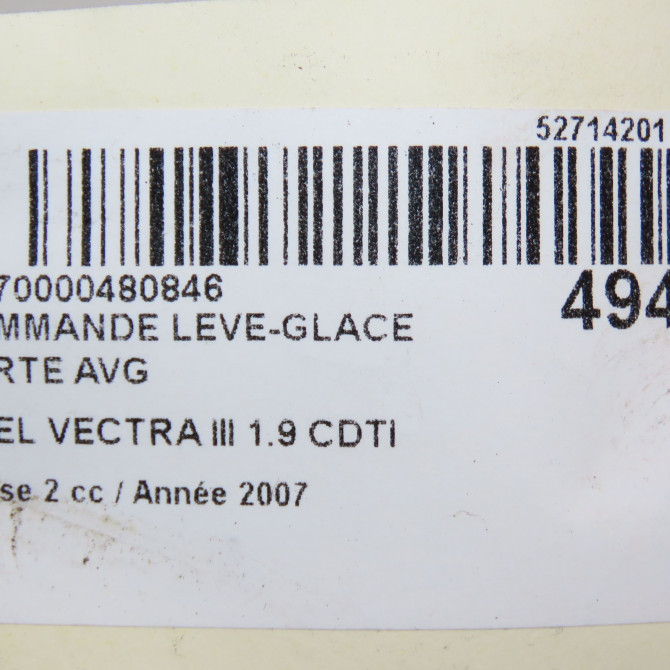 52714201
70000480846
494
MMANDE LEVE-GLACE
RTE AVG
EL VECTRA III 1.9 CDTI
se 2 cc / Année 2007